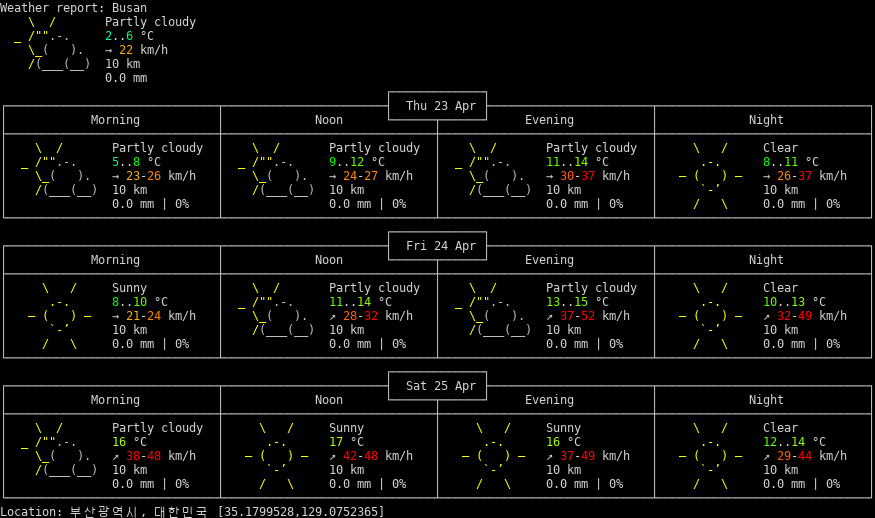 Weather report: Busan
Partly cloudy
2..6 °C
→ 22 km/h
10 km
0.0 mm
Thu 23 Apr
Morning Noon Evening Night
Partly cloudy Partly cloudy Partly cloudy Clear
5..8 °C 9..12 °C 11..14 °C 8..11 °C
→ 23-26 km/h → 24-27 km/h → 30-37 km/h → 26-37 km/h
10 km 10 km 10 km 10 km
0.0 mm | 0% 0.0 mm | 0% 0.0 mm | 0% 0.0 mm | 0%
Fri 24 Apr
Morning Noon Evening Night
Sunny Partly cloudy Partly cloudy Clear
8..10 °C 11..14 °C 13..15 °C 10..13 °C
→ 21-24 km/h ↗ 28-32 km/h ↗ 37-52 km/h ↗ 32-49 km/h
10 km 10 km 10 km 10 km
0.0 mm | 0% 0.0 mm | 0% 0.0 mm | 0% 0.0 mm | 0%
Sat 25 Apr
Morning Noon Evening Night
Partly cloudy Sunny Sunny Clear
16 °C 17 °C 16 °C 12..14 °C
↗ 38-48 km/h ↗ 42-48 km/h ↗ 37-49 km/h ↗ 29-44 km/h
10 km 10 km 10 km 10 km
0.0 mm | 0% 0.0 mm | 0% 0.0 mm | 0% 0.0 mm | 0%
Location: 부산광역시, 대한민국 [35.1799528,129.0752365]